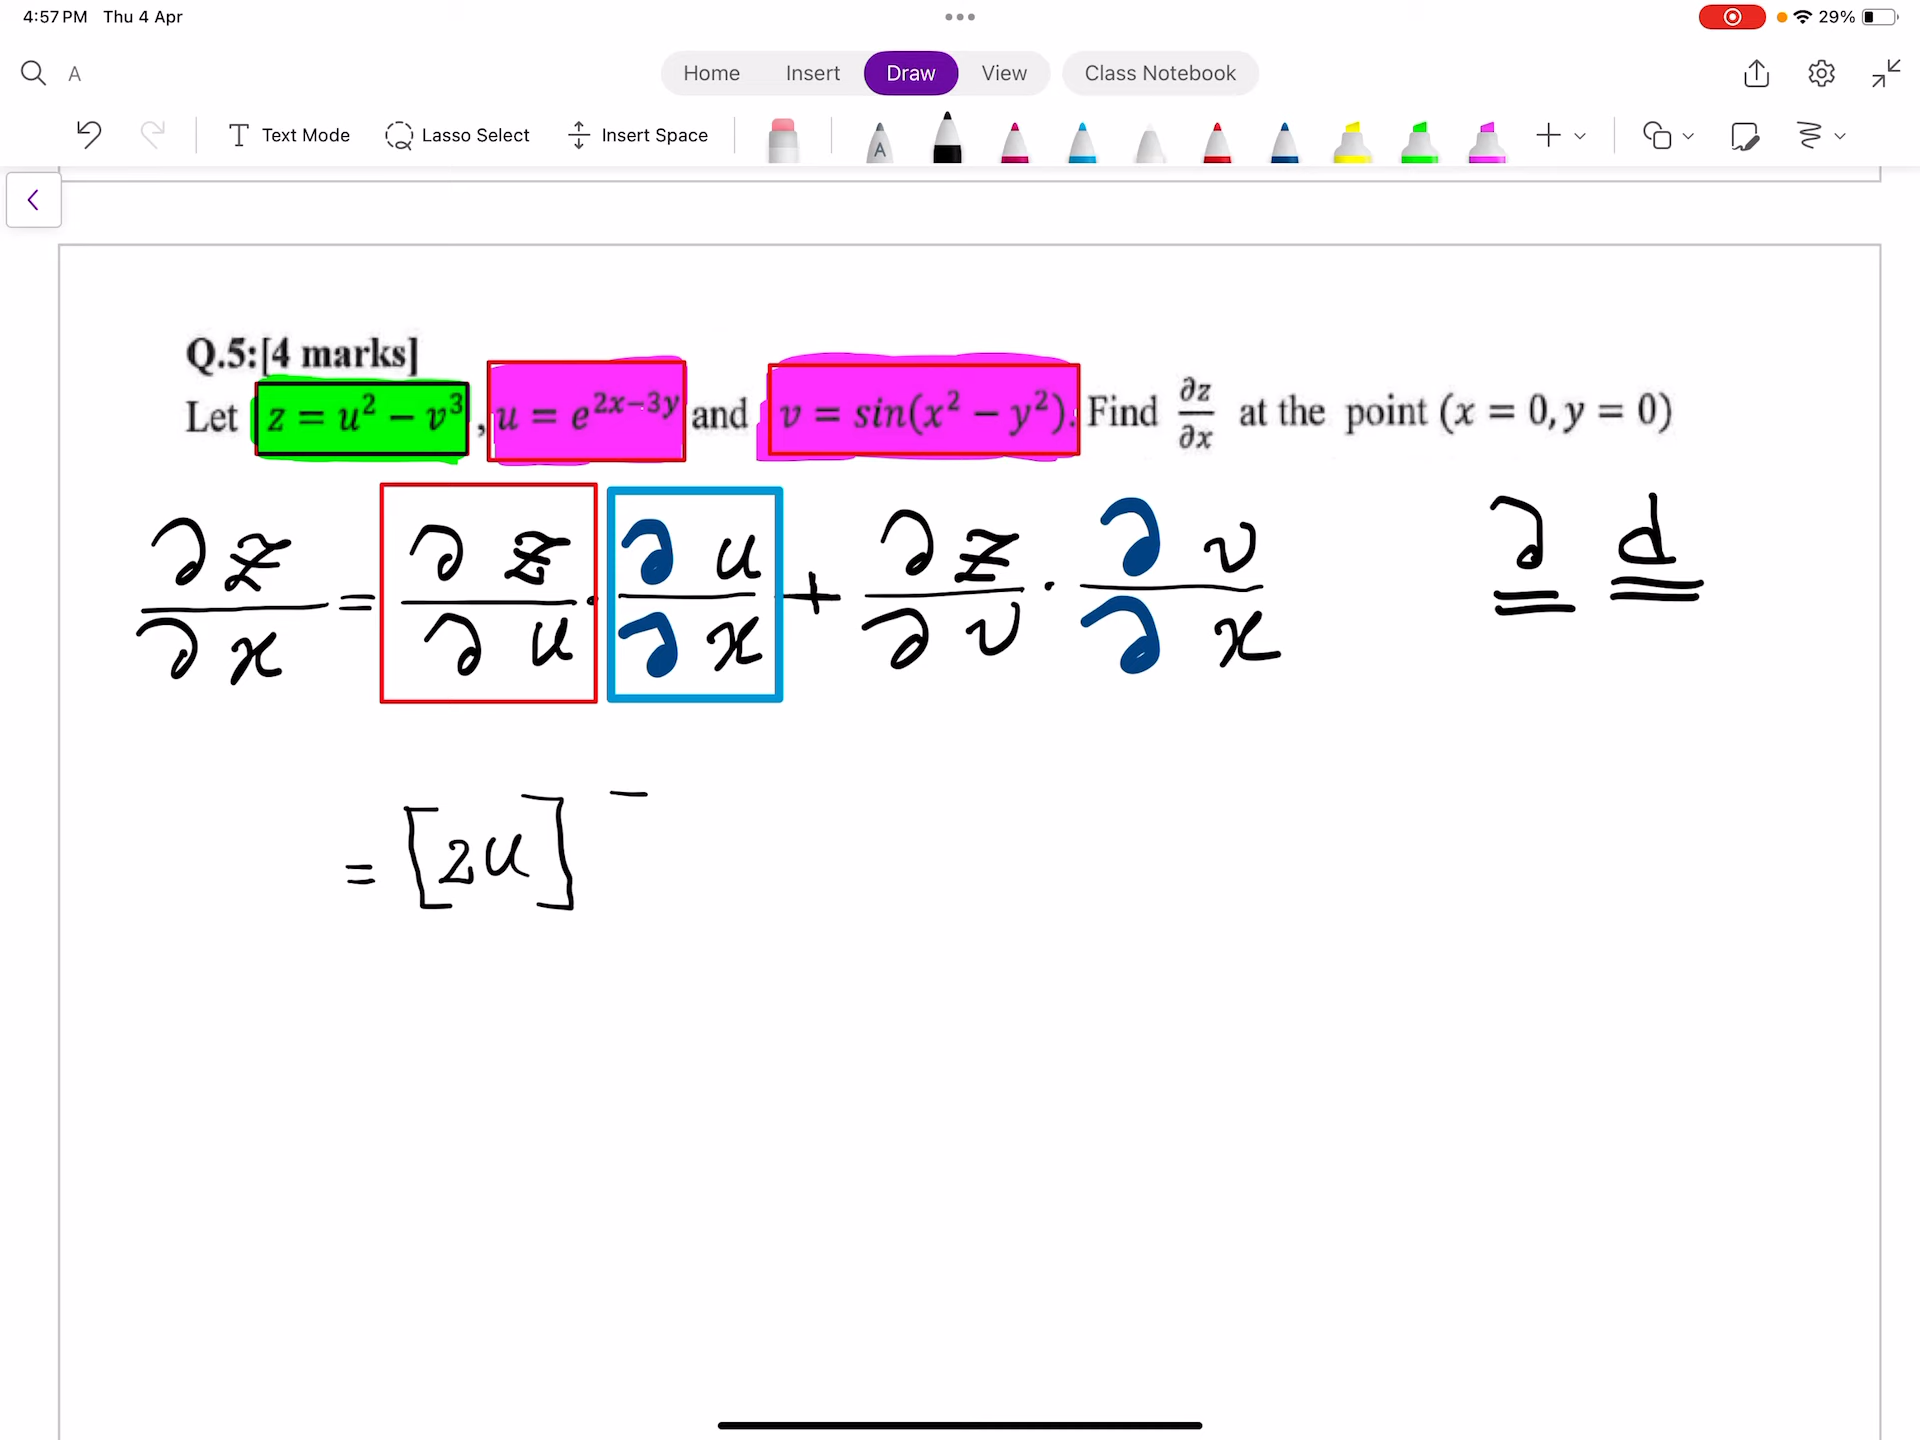 4:57 PM Thu 4 Apr
29%
A
Home Insert Draw View Class Notebook
Text Mode Lasso Select Insert Space
A
Q.5:[4 marks]
Let z = u² − v³ , u = e^{2x−3y} and v = sin(x² − y²). Find ∂z/∂x at the point (x = 0, y = 0)
∂z/∂x = ∂z/∂u · ∂u/∂x + ∂z/∂v · ∂v/∂x ∂ d
= [2u] −